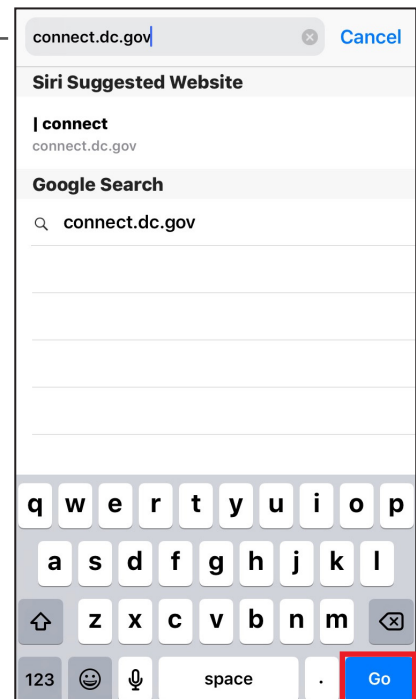 connect.dc.gov Cancel
Siri Suggested Website
| connect
connect.dc.gov
Google Search
connect.dc.gov
q w e r t y u i o p
a s d f g h j k l
z x c v b n m
123 space . Go